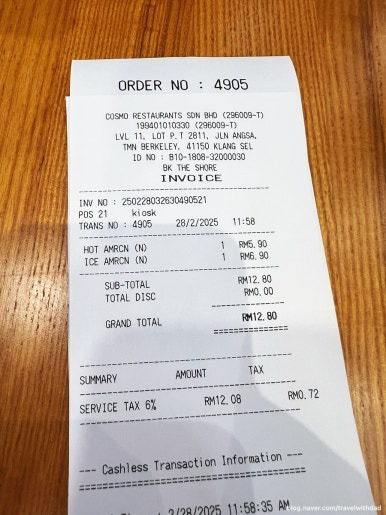 ORDER NO : 4905
COSMO RESTAURANTS SDN BHD (296009-T)
199401010330 (296009-T)
LVL 11, LOT P.T 2811, JLN ANGSA,
TMN BERKELEY, 41150 KLANG SEL
ID NO : B10-1808-32000030
BK THE SHORE
INVOICE
INV NO : 250228032630490521
POS 21 kiosk
TRANS NO : 4905 28/2/2025 11:58
HOT AMRCN (N) 1 RM5.90
ICE AMRCN (N) 1 RM6.90
SUB-TOTAL RM12.80
TOTAL DISC RM0.00
GRAND TOTAL RM12.80
SUMMARY AMOUNT TAX
SERVICE TAX 6% RM12.08 RM0.72
--- Cashless Transaction Information ---
2/28/2025 11:58:35 AM
blog.naver.com/travelwithdad